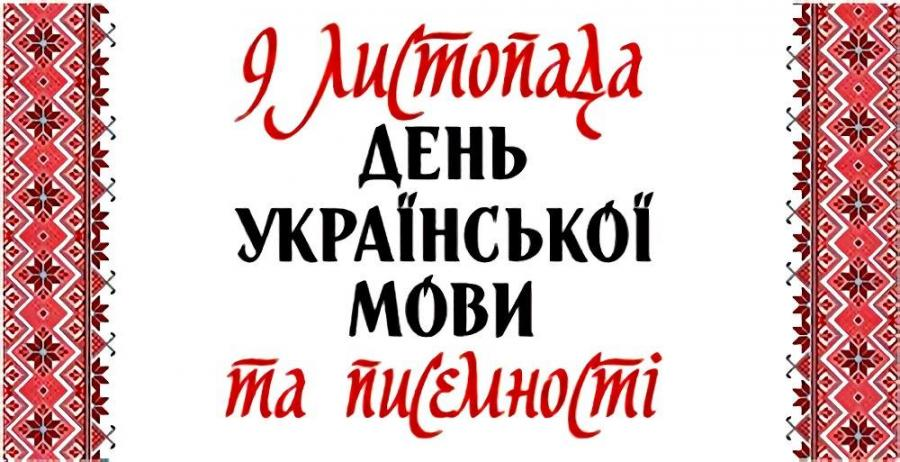 9 листопада
ДЕНЬ
УКРАЇНСЬКОЇ
МОВИ
та писемності